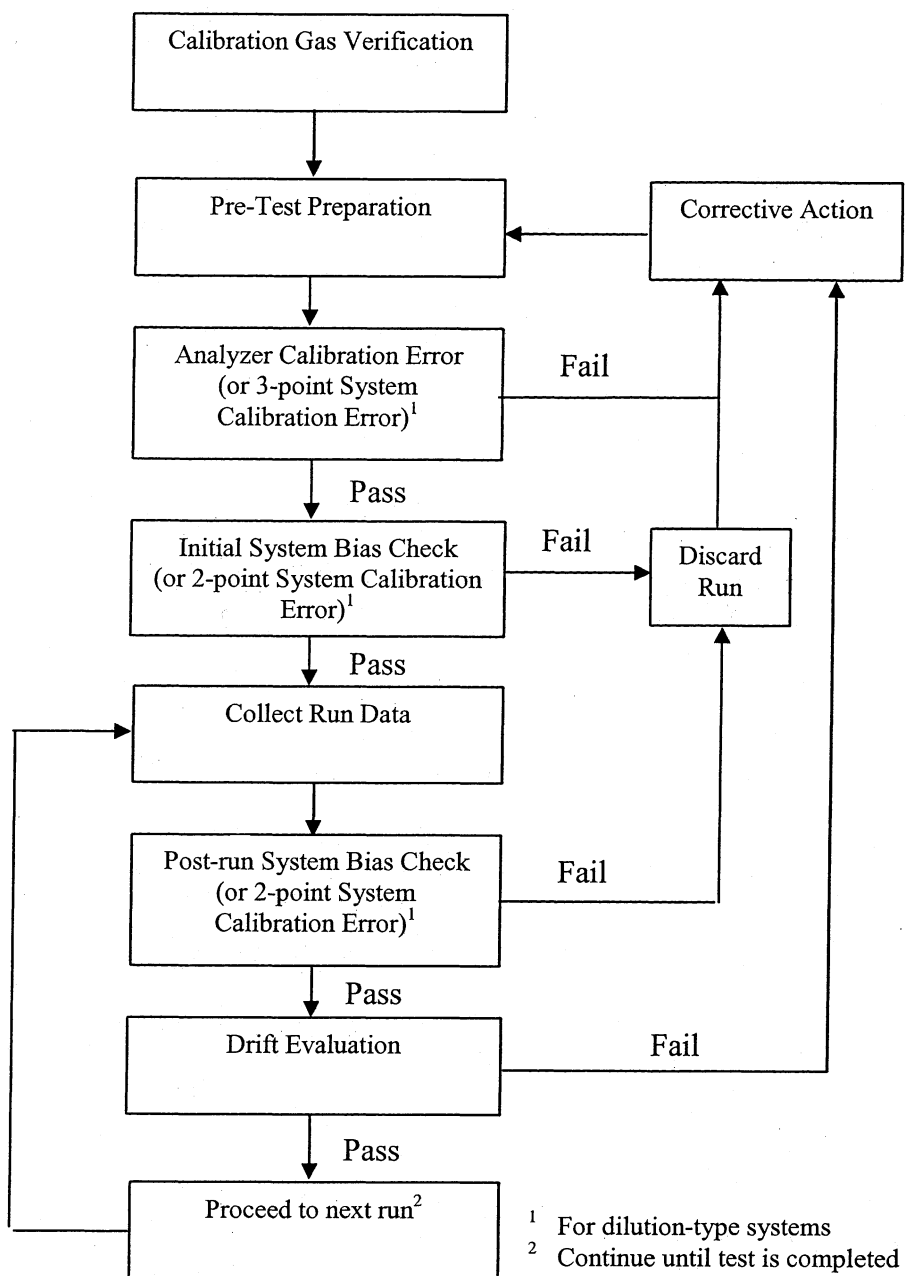 Calibration Gas Verification
Pre-Test Preparation
Corrective Action
Analyzer Calibration Error
(or 3-point System
Calibration Error)¹
Fail
Pass
Initial System Bias Check
(or 2-point System Calibration
Error)¹
Fail
Discard
Run
Pass
Collect Run Data
Post-run System Bias Check
(or 2-point System
Calibration Error)¹
Fail
Pass
Drift Evaluation
Fail
Pass
Proceed to next run²
¹ For dilution-type systems
² Continue until test is completed